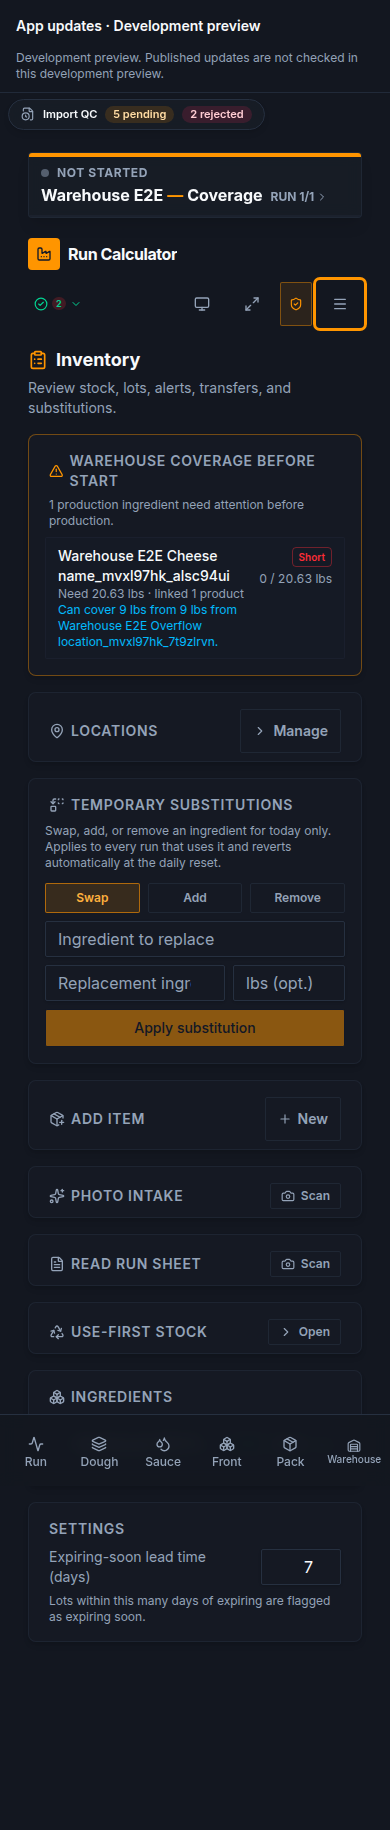 App updates · Development preview
Development preview. Published updates are not checked in
this development preview.
Import QC 5 pending 2 rejected
NOT STARTED
Warehouse E2E — Coverage RUN 1/1
Run Calculator
2
Inventory
Review stock, lots, alerts, transfers, and
substitutions.
WAREHOUSE COVERAGE BEFORE
START
1 production ingredient need attention before
production.
Warehouse E2E Cheese Short
name_mvxl97hk_alsc94ui 0 / 20.63 lbs
Need 20.63 lbs · linked 1 product
Can cover 9 lbs from 9 lbs from
Warehouse E2E Overflow
location_mvxl97hk_7t9zlrvn.
LOCATIONS Manage
TEMPORARY SUBSTITUTIONS
Swap, add, or remove an ingredient for today only.
Applies to every run that uses it and reverts
automatically at the daily reset.
Swap Add Remove
Ingredient to replace
Replacement ingr lbs (opt.)
Apply substitution
ADD ITEM New
PHOTO INTAKE Scan
READ RUN SHEET Scan
USE-FIRST STOCK Open
INGREDIENTS
Run Dough Sauce Front Pack Warehouse
SETTINGS
Expiring-soon lead time
(days) 7
Lots within this many days of expiring are flagged
as expiring soon.